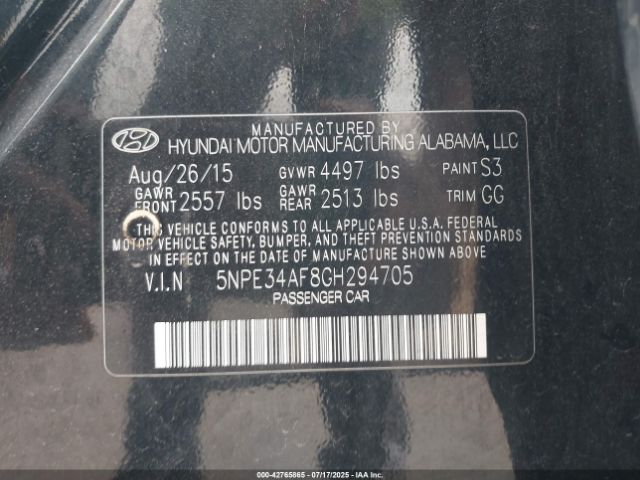 MANUFACTURED BY
HYUNDAI MOTOR MANUFACTURING ALABAMA, LLC
Aug/26/15 GVWR 4497 lbs PAINT S3
GAWR FRONT 2557 lbs GAWR REAR 2513 lbs TRIM GG
THIS VEHICLE CONFORMS TO ALL APPLICABLE U.S.A. FEDERAL
MOTOR VEHICLE SAFETY, BUMPER, AND THEFT PREVENTION STANDARDS
IN EFFECT ON THE DATE OF MANUFACTURE SHOWN ABOVE
V.I.N 5NPE34AF8GH294705
PASSENGER CAR
000-42765865 07/17/2025 IAA Inc.